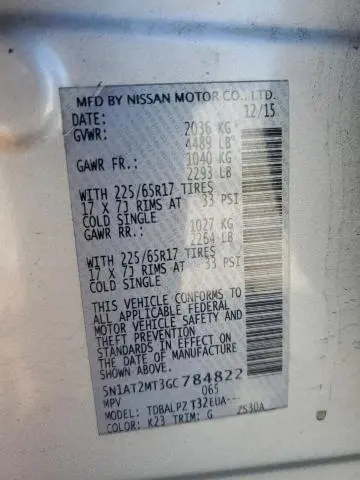 MFD BY NISSAN MOTOR CO., LTD.
DATE: 12/15
GVWR: 2036 KG
4489 LB
GAWR FR.: 1040 KG
2293 LB
WITH 225/65R17 TIRES
17 X 7J RIMS AT 33 PSI
COLD SINGLE
GAWR RR.: 1027 KG
2264 LB
WITH 225/65R17 TIRES
17 X 7J RIMS AT 33 PSI
COLD SINGLE
THIS VEHICLE CONFORMS TO
ALL APPLICABLE FEDERAL
MOTOR VEHICLE SAFETY AND
THEFT PREVENTION
STANDARDS IN EFFECT ON
THE DATE OF MANUFACTURE
SHOWN ABOVE.
5N1AT2MT3GC784822
MPV 065
MODEL: TDBALPZ T32EUA---
COLOR: K23 TRIM: G 2S30A